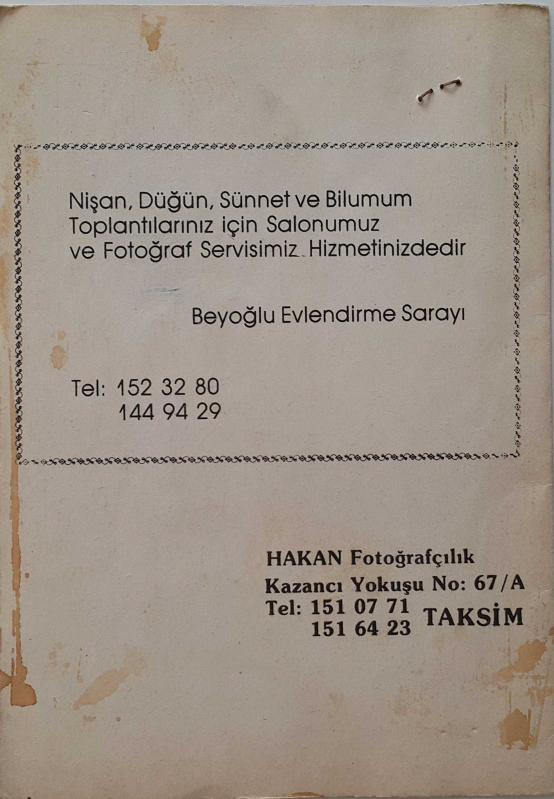 Nişan, Düğün, Sünnet ve Bilumum
Toplantılarınız için Salonumuz
ve Fotoğraf Servisimiz Hizmetinizdedir
Beyoğlu Evlendirme Sarayı
Tel: 152 32 80
144 94 29
HAKAN Fotoğrafçılık
Kazancı Yokuşu No: 67/A
Tel: 151 07 71
151 64 23 TAKSİM